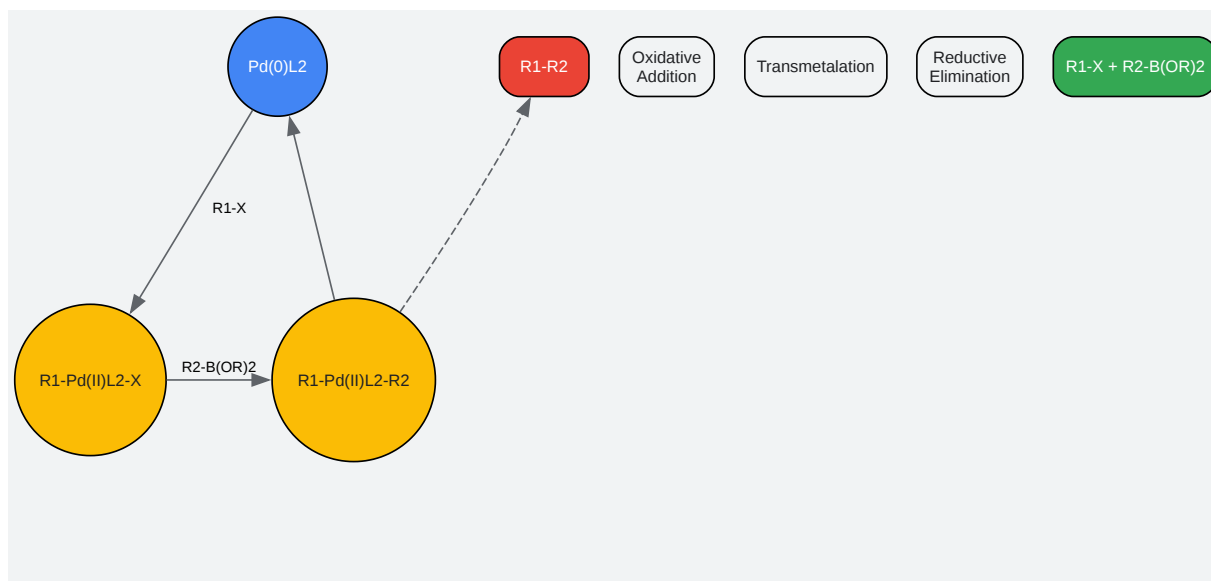 Pd(0)L2
R1-R2
Oxidative
Addition
Transmetalation
Reductive
Elimination
R1-X + R2-B(OR)2
R1-X
R2-B(OR)2
R1-Pd(II)L2-X
R1-Pd(II)L2-R2